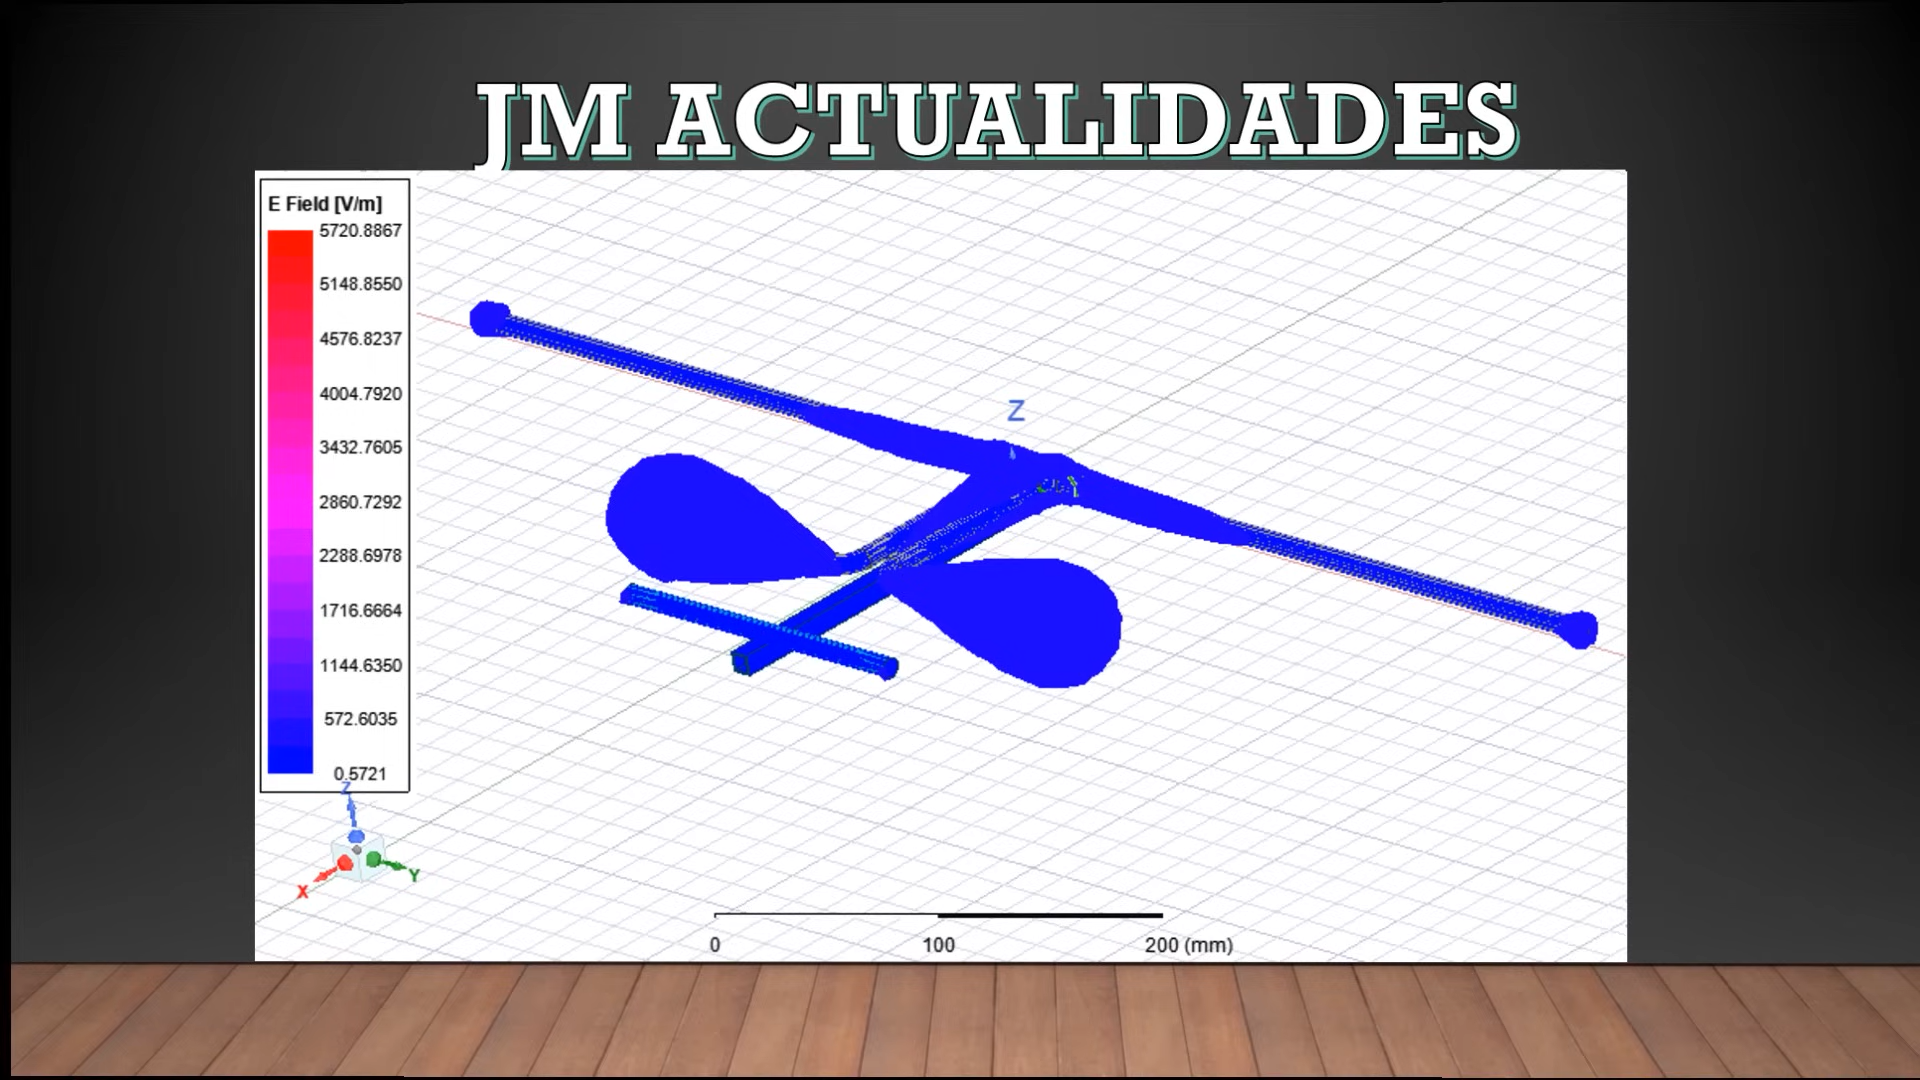 JM ACTUALIDADES
E Field [V/m]
5720.8867
5148.8550
4576.8237
4004.7920
3432.7605
2860.7292
2288.6978
1716.6664
1144.6350
572.6035
0.5721
Z
Z
X
Y
0 100 200 (mm)